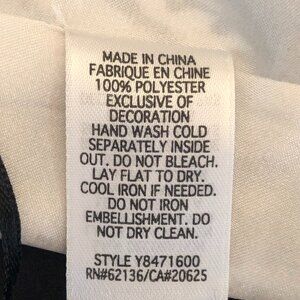 MADE IN CHINA
FABRIQUE EN CHINE
100% POLYESTER
EXCLUSIVE OF
DECORATION
HAND WASH COLD
SEPARATELY INSIDE
OUT. DO NOT BLEACH.
LAY FLAT TO DRY.
COOL IRON IF NEEDED.
DO NOT IRON
EMBELLISHMENT. DO
NOT DRY CLEAN.
STYLE Y8471600
RN#62136/CA#20625